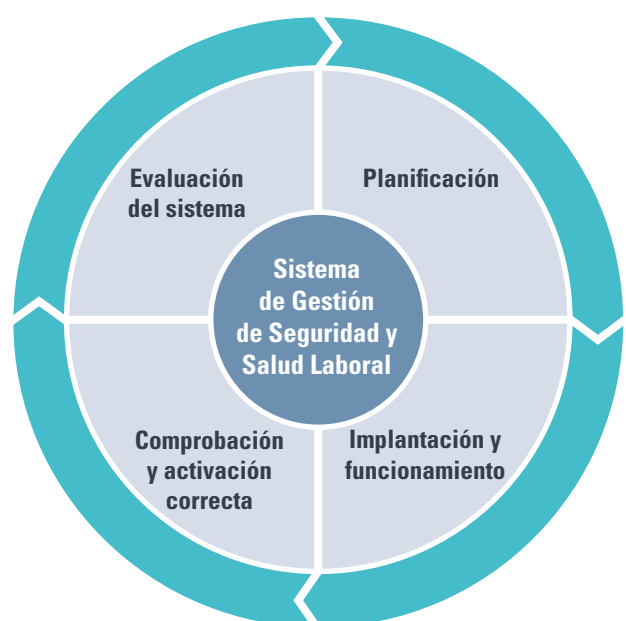 Evaluación
del sistema
Planificación
Sistema
de Gestión
de Seguridad y
Salud Laboral
Comprobación
y activación
correcta
Implantación y
funcionamiento